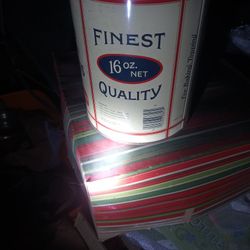 FINEST
16 oz.
NET
QUALITY